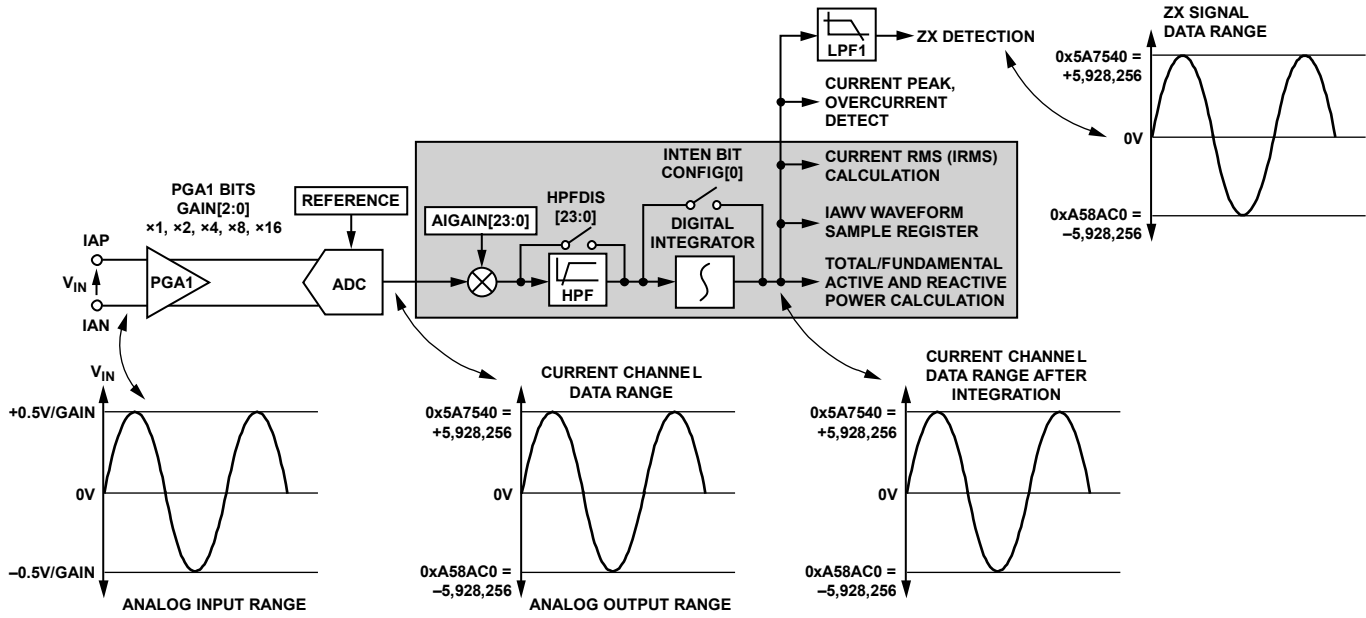 ZX SIGNAL
DATA RANGE
0x5A7540 =
+5,928,256
0V
0xA58AC0 =
–5,928,256
LPF1
ZX DETECTION
CURRENT PEAK,
OVERCURRENT
DETECT
CURRENT RMS (IRMS)
CALCULATION
IAWV WAVEFORM
SAMPLE REGISTER
TOTAL/FUNDAMENTAL
ACTIVE AND REACTIVE
POWER CALCULATION
INTEN BIT
CONFIG[0]
DIGITAL
INTEGRATOR
HPFDIS
[23:0]
HPF
AIGAIN[23:0]
REFERENCE
ADC
PGA1 BITS
GAIN[2:0]
×1, ×2, ×4, ×8, ×16
IAP
VIN
IAN
PGA1
VIN
+0.5V/GAIN
0V
–0.5V/GAIN
ANALOG INPUT RANGE
CURRENT CHANNEL
DATA RANGE
0x5A7540 =
+5,928,256
0V
0xA58AC0 =
–5,928,256
ANALOG OUTPUT RANGE
CURRENT CHANNEL
DATA RANGE AFTER
INTEGRATION
0x5A7540 =
+5,928,256
0V
0xA58AC0 =
–5,928,256